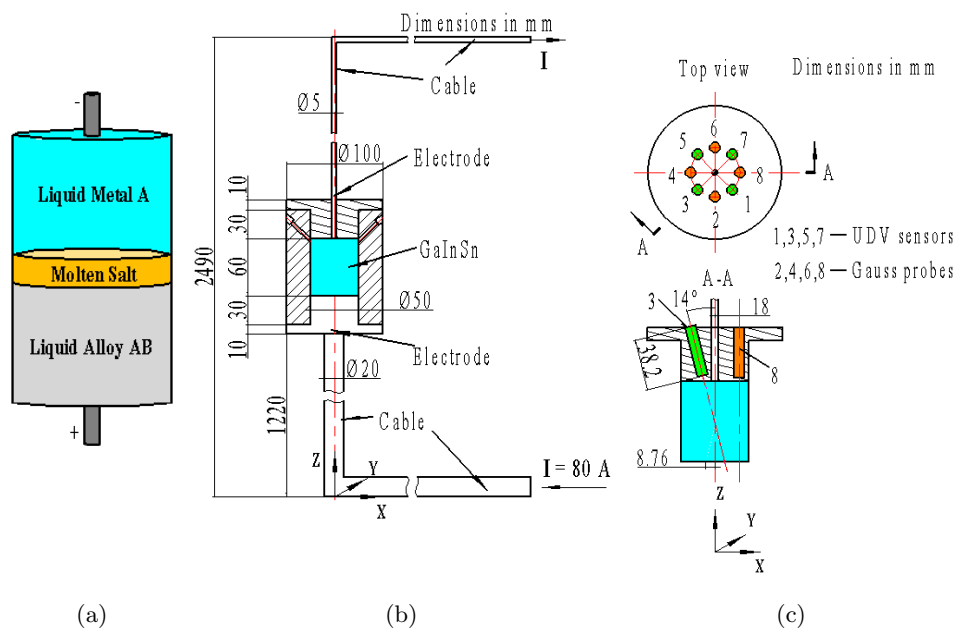 -
Liquid Metal A
Molten Salt
Liquid Alloy AB
+
(a)
Dimensions in mm
I
Cable
Ø5
Ø100
Electrode
10
30
GaInSn
60
2490
Ø50
30
Electrode
10
Ø20
1220
Cable
Z
Y
I = 80 A
X
(b)
Top view
Dimensions in mm
6
5
7
4
8
A
3
1
2
A
1,3,5,7 — UDV sensors
2,4,6,8 — Gauss probes
A-A
3
14°
18
38.2
8
8.76
Z
Y
X
(c)